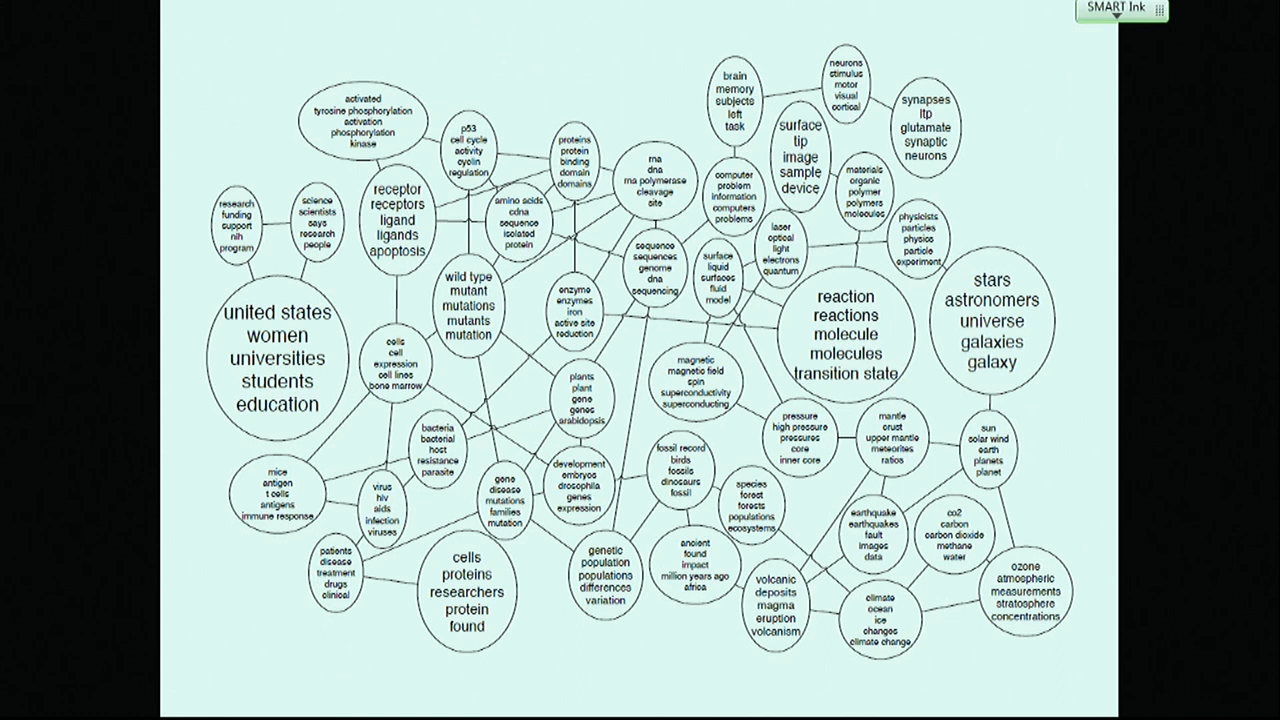 SMART Ink
neurons
stimulus
motor
visual
cortical
brain
memory
subjects
left
task
synapses
ltp
glutamate
synaptic
neurons
activated
tyrosine phosphorylation
activation
phosphorylation
kinase
p53
cell cycle
activity
cyclin
regulation
proteins
protein
binding
domain
domains
rna
dna
rna polymerase
cleavage
site
surface
tip
image
sample
device
computer
problem
information
computers
problems
materials
organic
polymer
polymers
molecules
research
funding
support
nih
program
science
scientists
says
research
people
receptor
receptors
ligand
ligands
apoptosis
amino acids
cdna
sequence
isolated
protein
laser
optical
light
electrons
quantum
physicists
particles
physics
particle
experiment
sequence
sequences
genome
dna
sequencing
surface
liquid
surfaces
fluid
model
wild type
mutant
mutations
mutants
mutation
enzyme
enzymes
iron
active site
reduction
reaction
reactions
molecule
molecules
transition state
stars
astronomers
universe
galaxies
galaxy
united states
women
universities
students
education
cells
cell
expression
cell lines
bone marrow
magnetic
magnetic field
spin
superconductivity
superconducting
plants
plant
gene
genes
arabidopsis
pressure
high pressure
pressures
core
inner core
mantle
crust
upper mantle
meteorites
ratios
sun
solar wind
earth
planets
planet
bacteria
bacterial
host
resistance
parasite
mice
antigen
t cells
antigens
immune response
virus
hiv
aids
infection
viruses
gene
disease
mutations
families
mutation
development
embryos
drosophila
genes
expression
fossil record
birds
fossils
dinosaurs
fossil
species
forest
forests
populations
ecosystems
earthquake
earthquakes
fault
images
data
co2
carbon
carbon dioxide
methane
water
patients
disease
treatment
drugs
clinical
cells
proteins
researchers
protein
found
genetic
population
populations
differences
variation
ancient
found
impact
million years ago
africa
volcanic
deposits
magma
eruption
volcanism
climate
ocean
ice
changes
climate change
ozone
atmospheric
measurements
stratosphere
concentrations